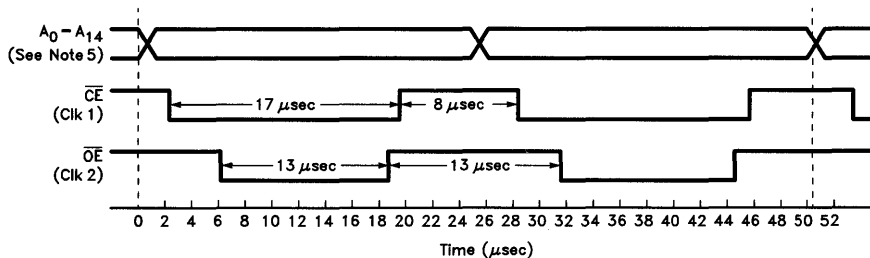 A₀ – A₁₄
(See Note 5)
C̅E̅
(Clk 1)
17 μsec
8 μsec
O̅E̅
(Clk 2)
13 μsec
13 μsec
0 2 4 6 8 10 12 14 16 18 20 22 24 26 28 30 32 34 36 38 40 42 44 46 48 50 52
Time (μsec)